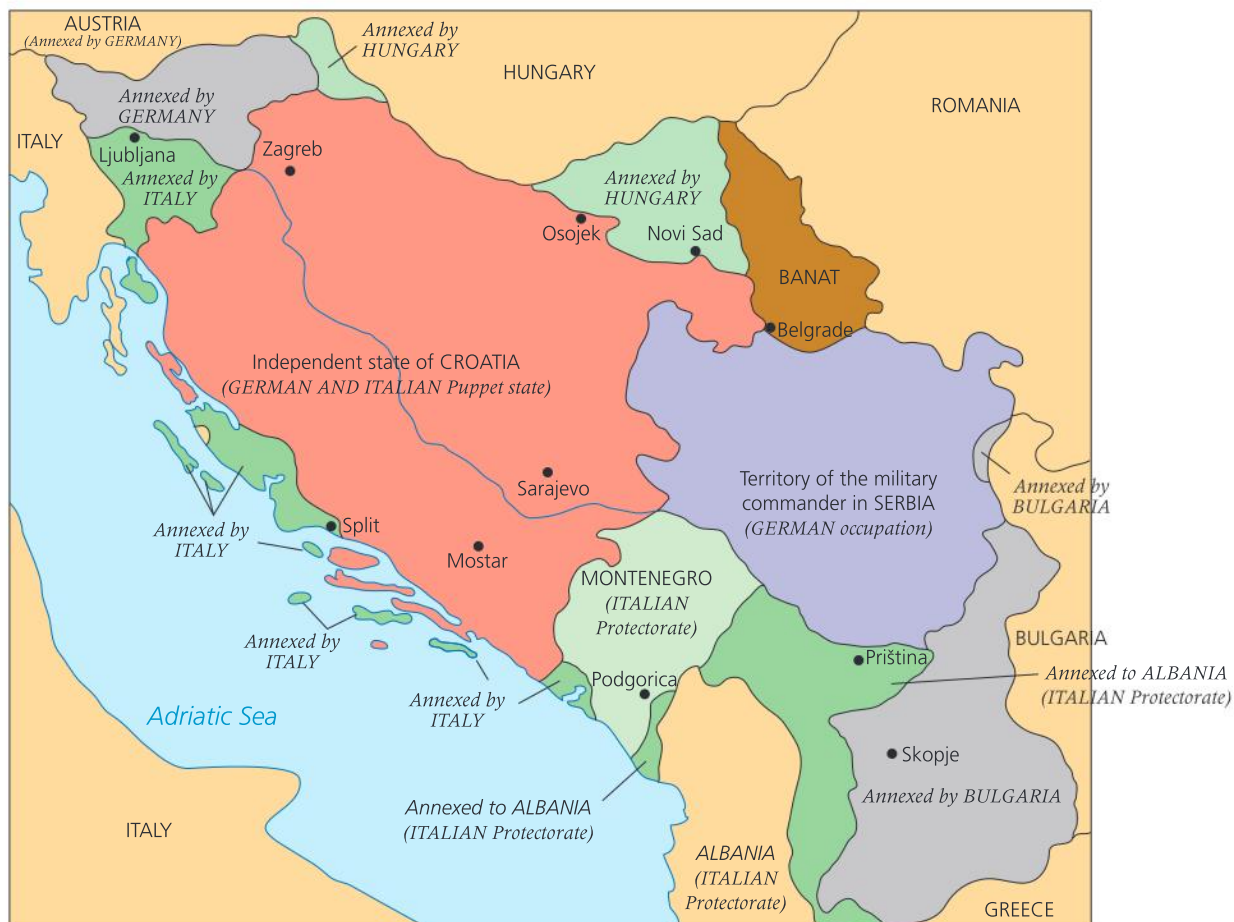 AUSTRIA
(Annexed by GERMANY)
Annexed by
HUNGARY
HUNGARY
ROMANIA
Annexed by
GERMANY
ITALY
Ljubljana
Annexed by
ITALY
Zagreb
Annexed by
HUNGARY
Osojek
Novi Sad
BANAT
Belgrade
Independent state of CROATIA
(GERMAN AND ITALIAN Puppet state)
Sarajevo
Territory of the military
commander in SERBIA
(GERMAN occupation)
Annexed by
BULGARIA
Annexed by
ITALY
Split
Mostar
MONTENEGRO
(ITALIAN
Protectorate)
Annexed by
ITALY
BULGARIA
Priština
Annexed to ALBANIA
(ITALIAN Protectorate)
Podgorica
Annexed by
ITALY
Adriatic Sea
Skopje
Annexed by BULGARIA
Annexed to ALBANIA
(ITALIAN Protectorate)
ITALY
ALBANIA
(ITALIAN
Protectorate)
GREECE